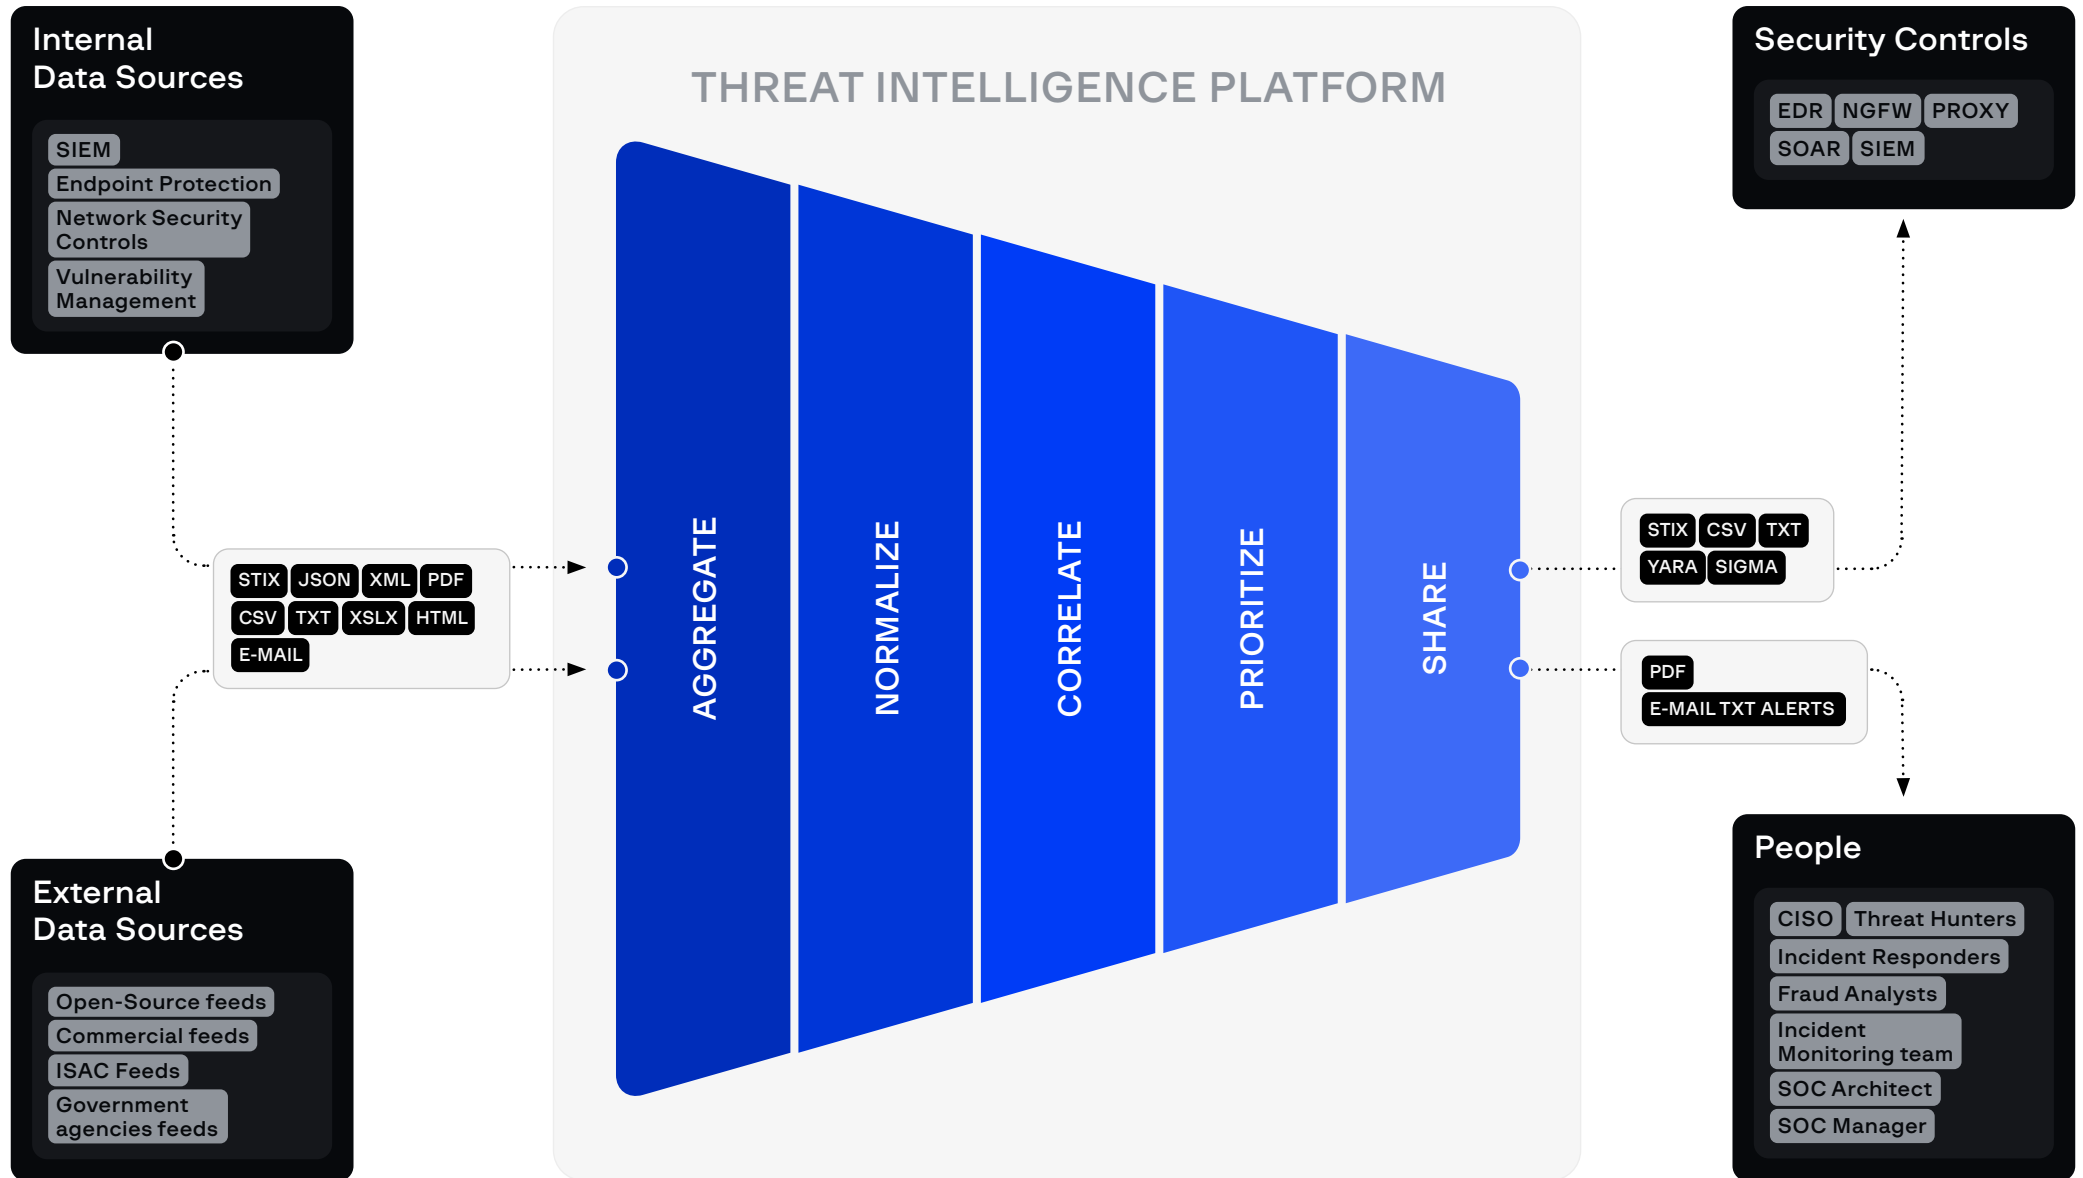 Internal
Data Sources
SIEM
Endpoint Protection
Network Security
Controls
Vulnerability
Management
STIX JSON XML PDF
CSV TXT XSLX HTML
E-MAIL
External
Data Sources
Open-Source feeds
Commercial feeds
ISAC Feeds
Government
agencies feeds
THREAT INTELLIGENCE PLATFORM
AGGREGATE
NORMALIZE
CORRELATE
PRIORITIZE
SHARE
Security Controls
EDR NGFW PROXY
SOAR SIEM
STIX CSV TXT
YARA SIGMA
PDF
E-MAIL TXT ALERTS
People
CISO Threat Hunters
Incident Responders
Fraud Analysts
Incident
Monitoring team
SOC Architect
SOC Manager